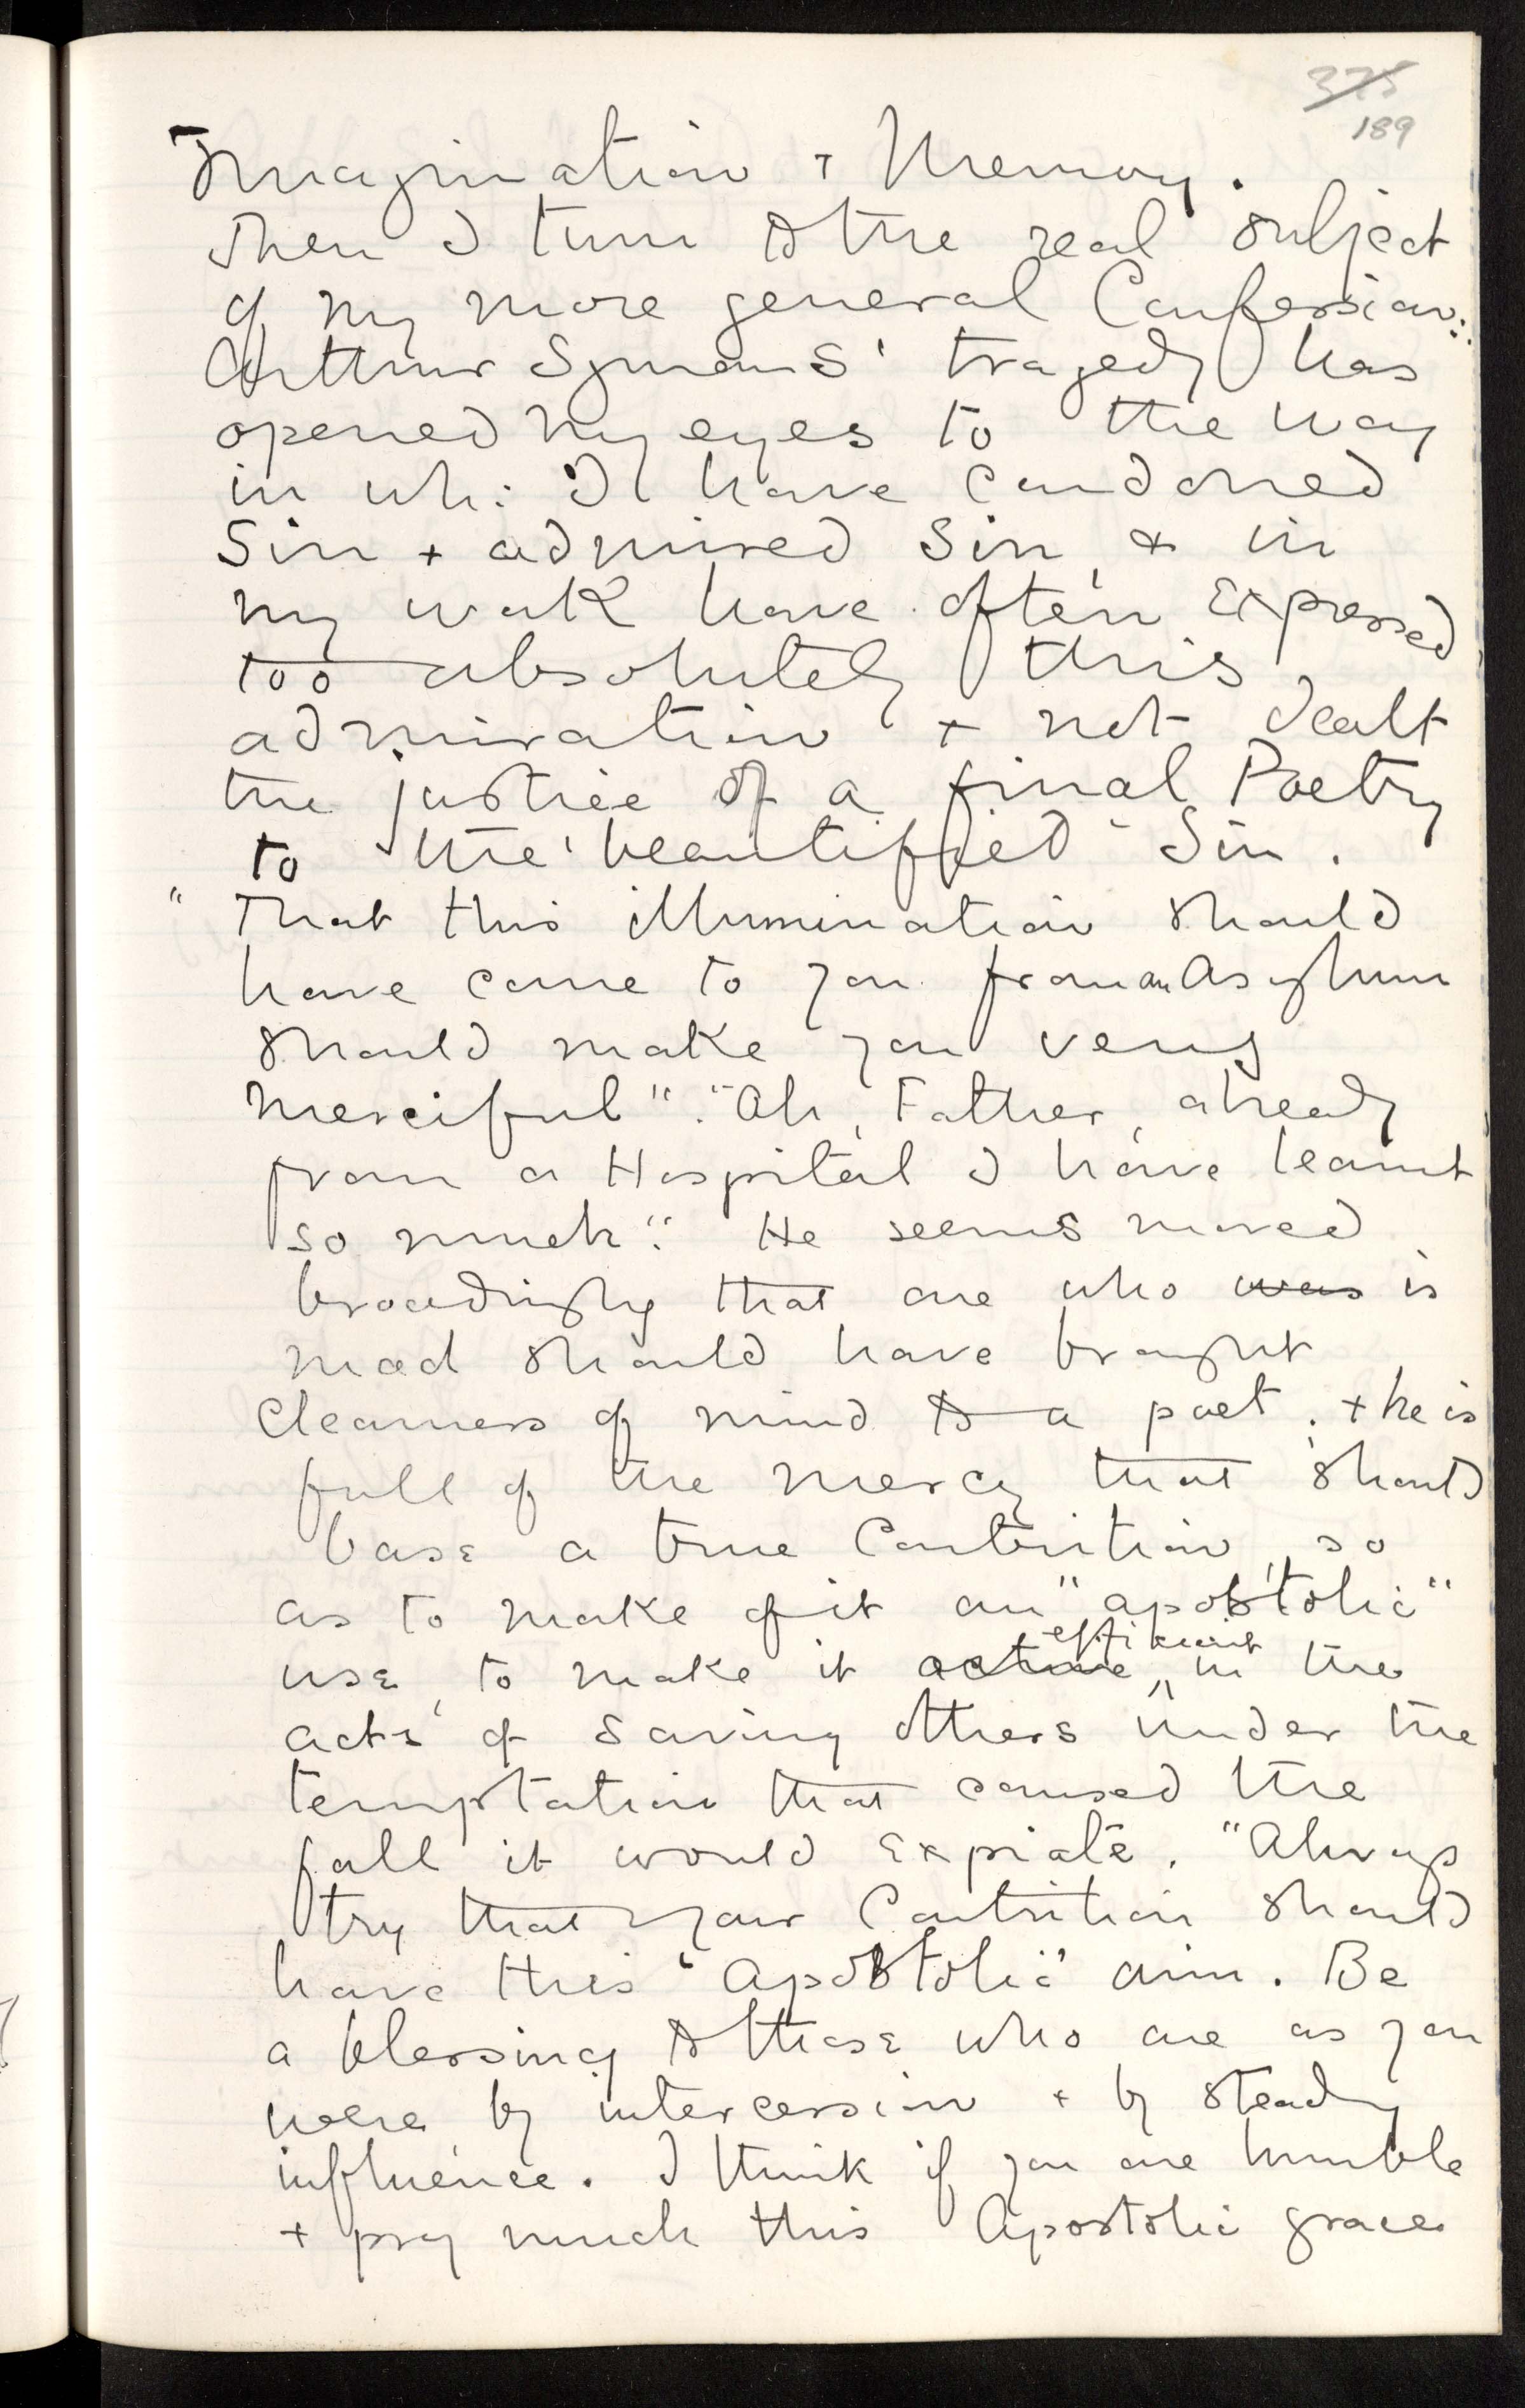 375
189
Imagination + Memory.
Then I turn to the real subject
of my more general Confession:
Arthur Symons' tragedy has
opened my eyes to the way
in wh: I have condoned
Sin + admired Sin, + in
my work have often expressed
too absolutely this
admiration + not dealt
the justice of a final Poetry
to the 'beautified' Sin.
"That this illumination should
have come to you from an Asylum
should make you very
merciful". "Ah, Father, already
from a Hospital I have learnt
so much". He seems moved
broodingly that one who was is
mad should have brought
clearness of mind to a poet. + he is
full of the mercy that should
base a true Contrition, so
as to make of it an "apostolic"
use, to make it active efficient in the
acts of saving others under the
temptation that caused the
fall it would expiate. "Always
try that your Contrition should
have this 'Apostolic' aim. Be
a blessing to those who are as you
were by intercession + by steady
influence. I think if you are humble
+ pray much this Apostolic grace